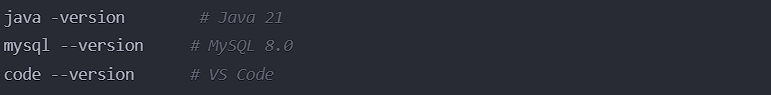 java -version        # Java 21
mysql --version     # MySQL 8.0
code --version      # VS Code